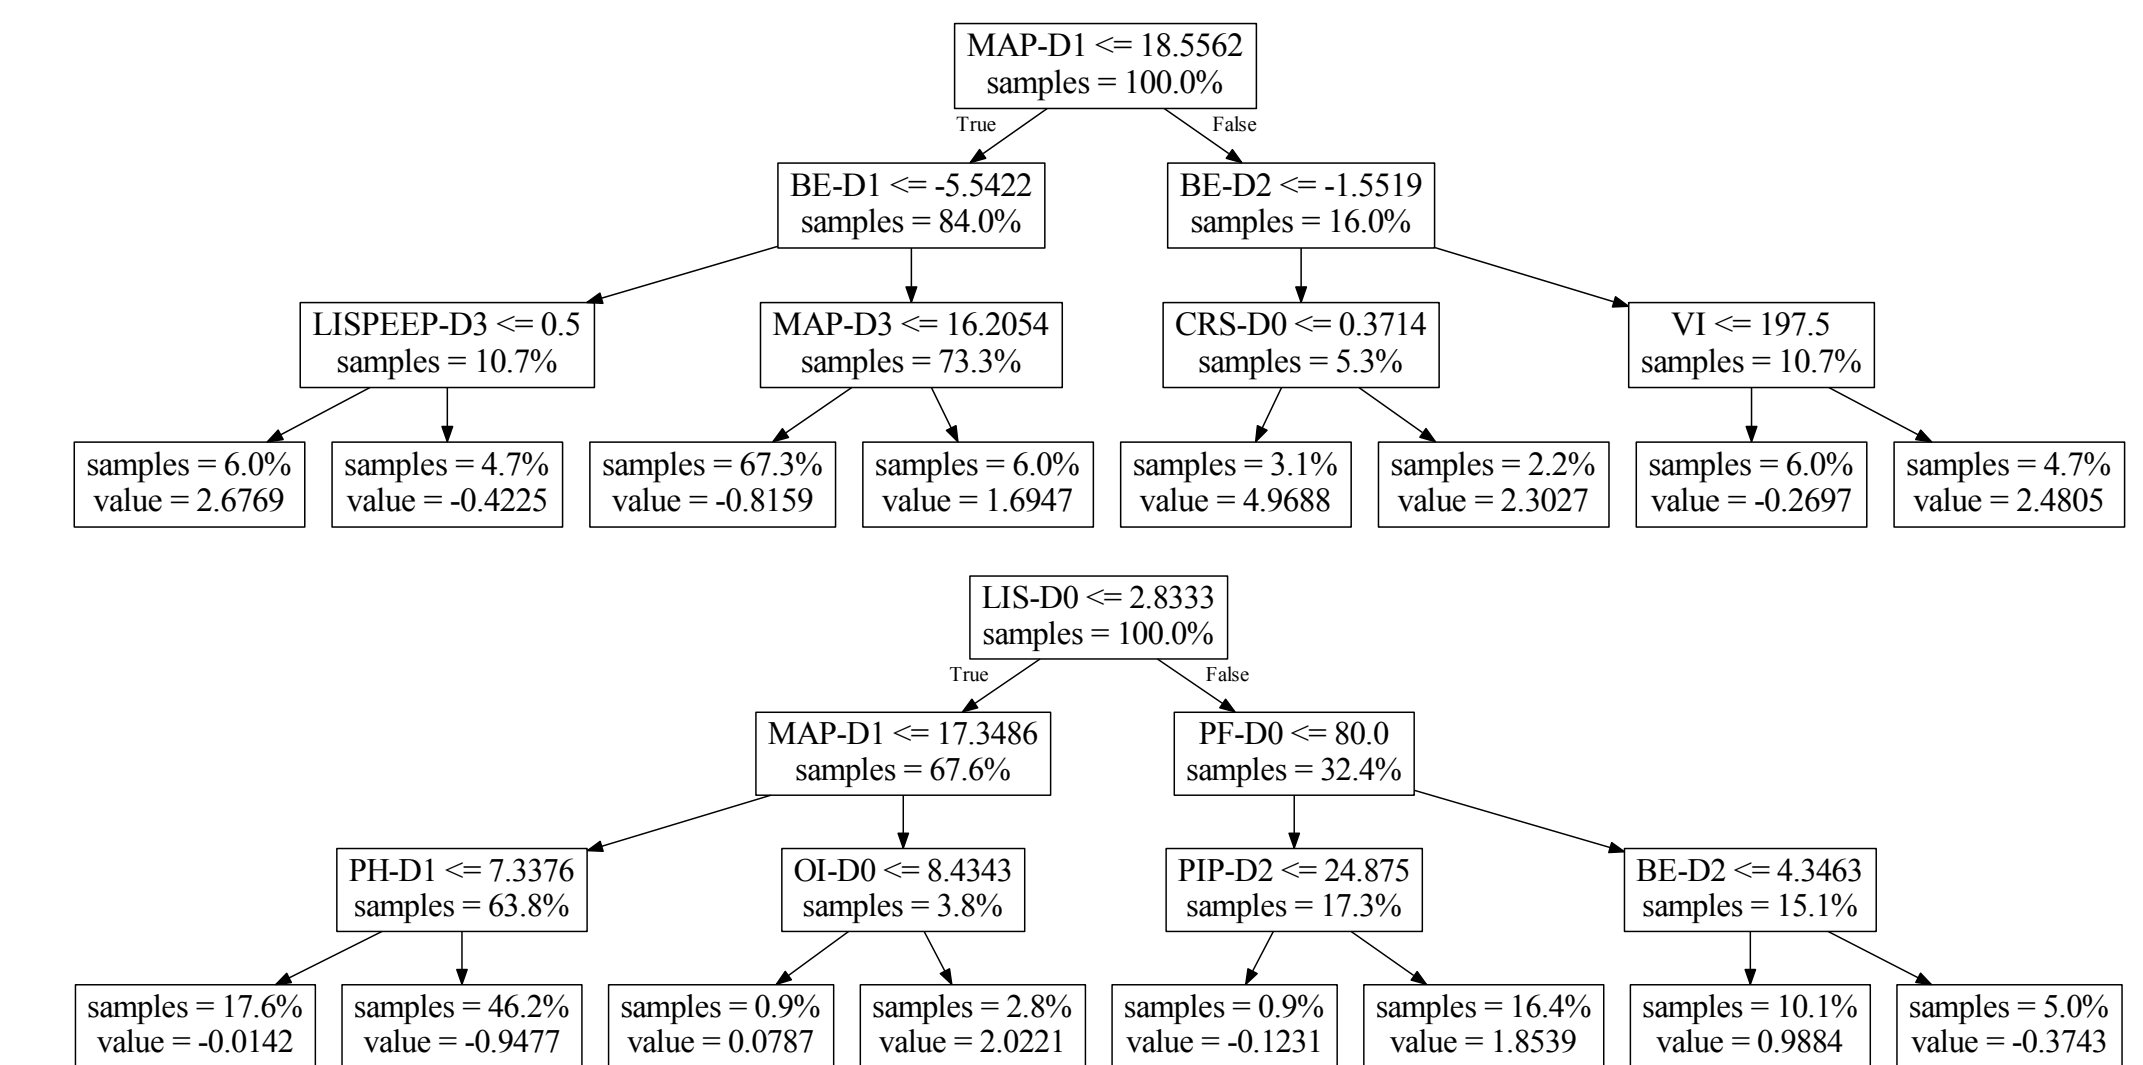 MAP-D1 <= 18.5562
samples = 100.0%
True
False
BE-D1 <= -5.5422
samples = 84.0%
BE-D2 <= -1.5519
samples = 16.0%
LISPEEP-D3 <= 0.5
samples = 10.7%
MAP-D3 <= 16.2054
samples = 73.3%
CRS-D0 <= 0.3714
samples = 5.3%
VI <= 197.5
samples = 10.7%
samples = 6.0%
value = 2.6769
samples = 4.7%
value = -0.4225
samples = 67.3%
value = -0.8159
samples = 6.0%
value = 1.6947
samples = 3.1%
value = 4.9688
samples = 2.2%
value = 2.3027
samples = 6.0%
value = -0.2697
samples = 4.7%
value = 2.4805
LIS-D0 <= 2.8333
samples = 100.0%
True
False
MAP-D1 <= 17.3486
samples = 67.6%
PF-D0 <= 80.0
samples = 32.4%
PH-D1 <= 7.3376
samples = 63.8%
OI-D0 <= 8.4343
samples = 3.8%
PIP-D2 <= 24.875
samples = 17.3%
BE-D2 <= 4.3463
samples = 15.1%
samples = 17.6%
value = -0.0142
samples = 46.2%
value = -0.9477
samples = 0.9%
value = 0.0787
samples = 2.8%
value = 2.0221
samples = 0.9%
value = -0.1231
samples = 16.4%
value = 1.8539
samples = 10.1%
value = 0.9884
samples = 5.0%
value = -0.3743